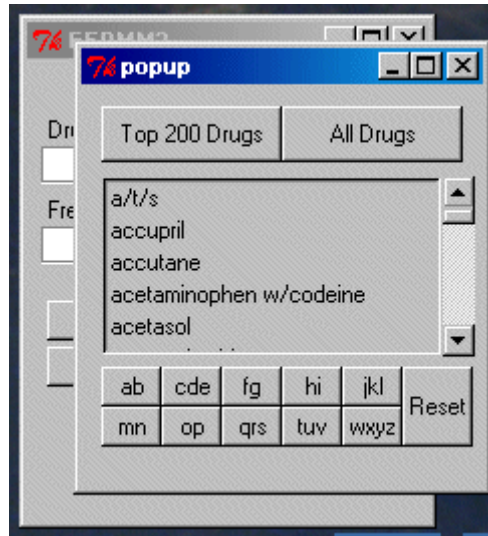 popup
Top 200 Drugs All Drugs
Fre
a/t/s
accupril
accutane
acetaminophen w/codeine
acetasol
ab cde fg hi jkl Reset
mn op qrs tuv wxyz